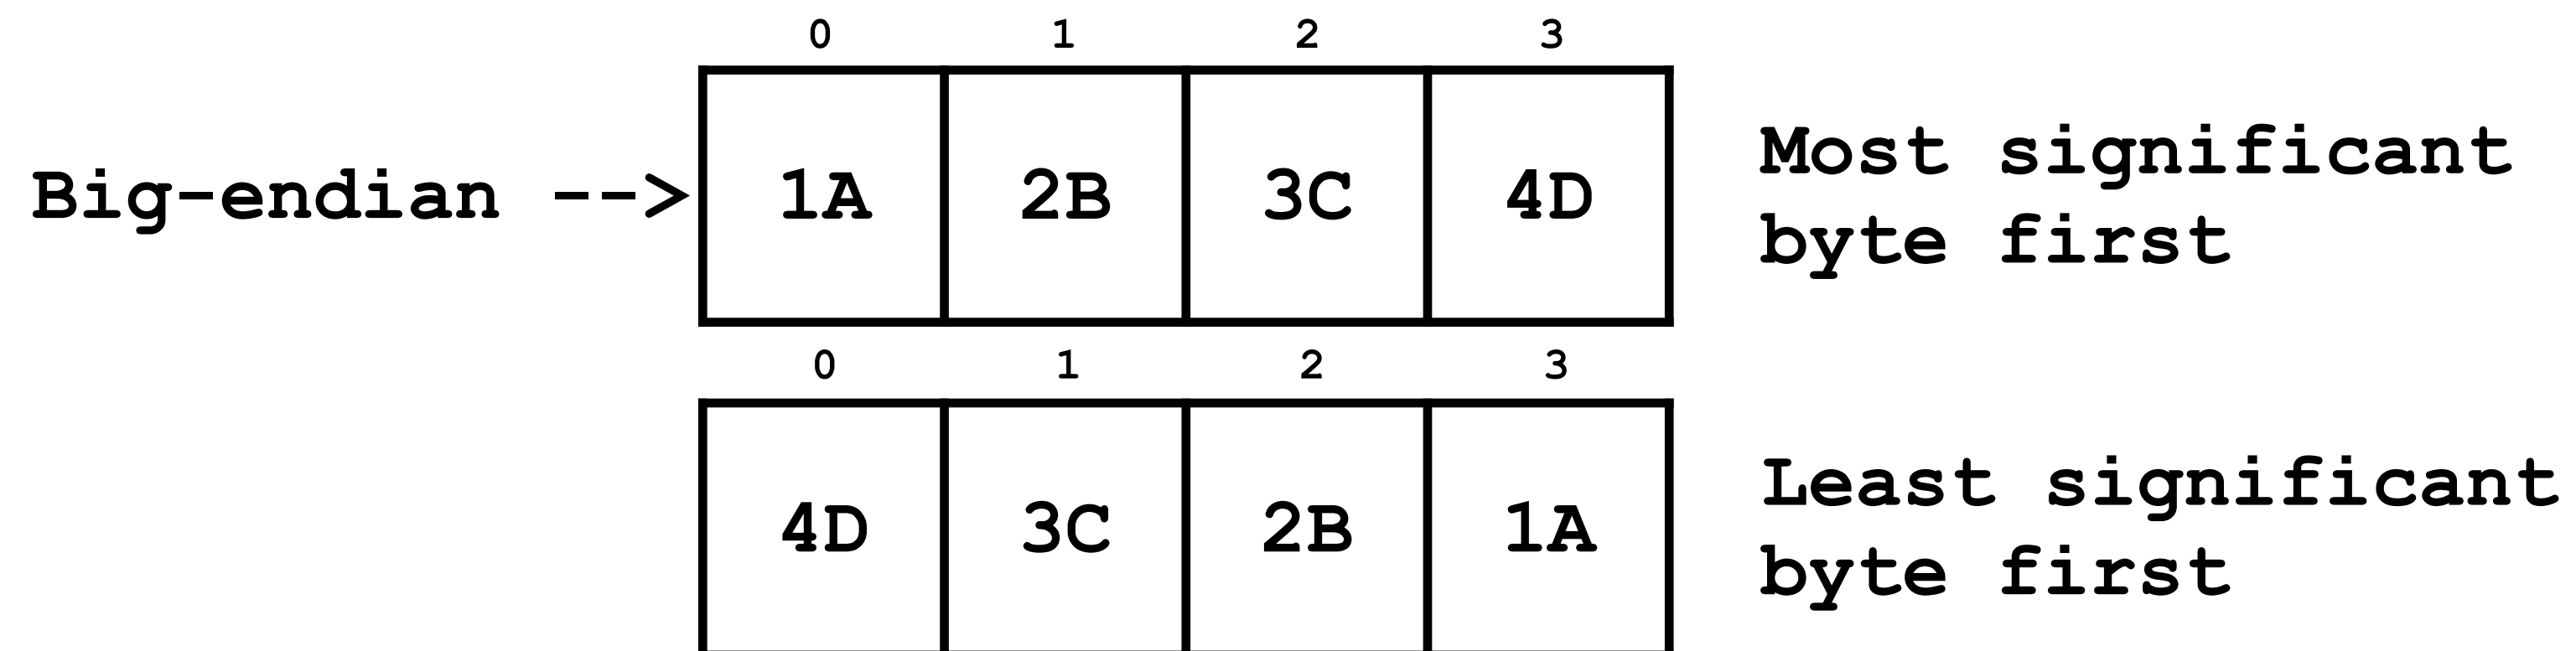 0 1 2 3
Big-endian --> 1A 2B 3C 4D Most significant
byte first
0 1 2 3
4D 3C 2B 1A Least significant
byte first